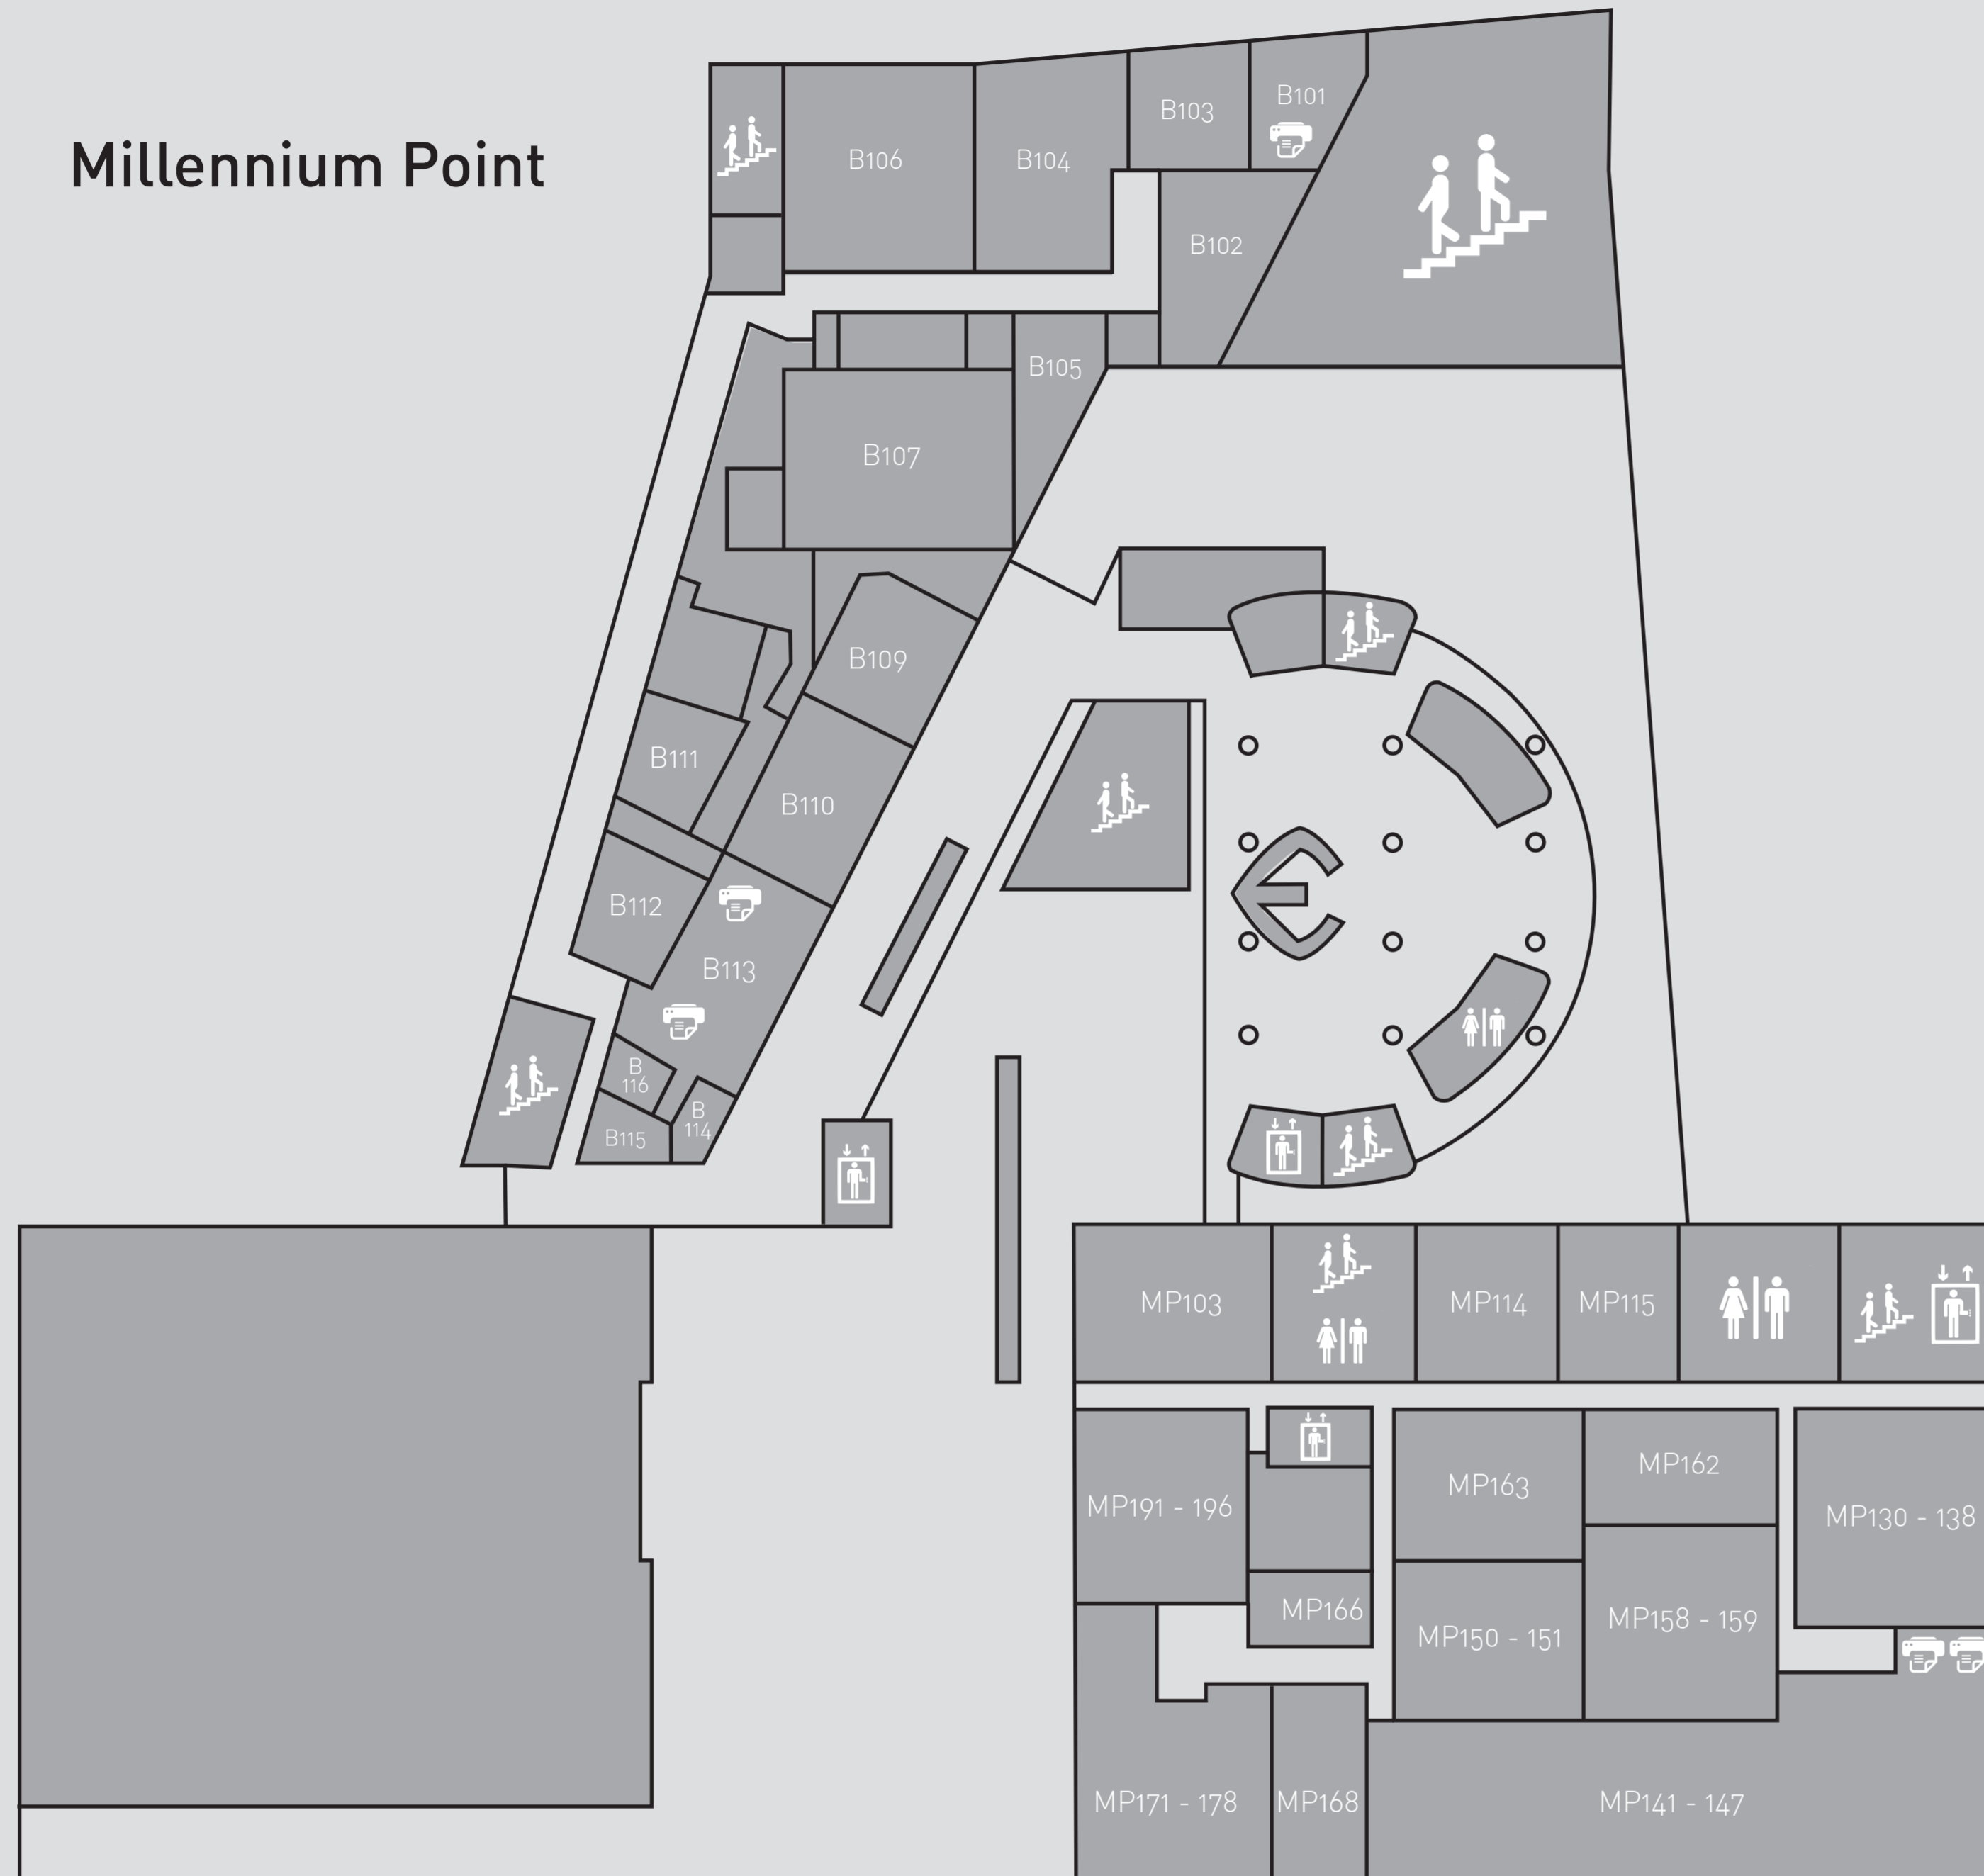 Millennium Point
B101
B103
B106
B104
B102
B105
B107
B109
B111
B110
B112
B113
B
116
B
114
B115
MP103
MP114
MP115
MP162
MP163
MP191 - 196
MP130 - 138
MP166
MP158 - 159
MP150 - 151
MP171 - 178
MP168
MP141 - 147